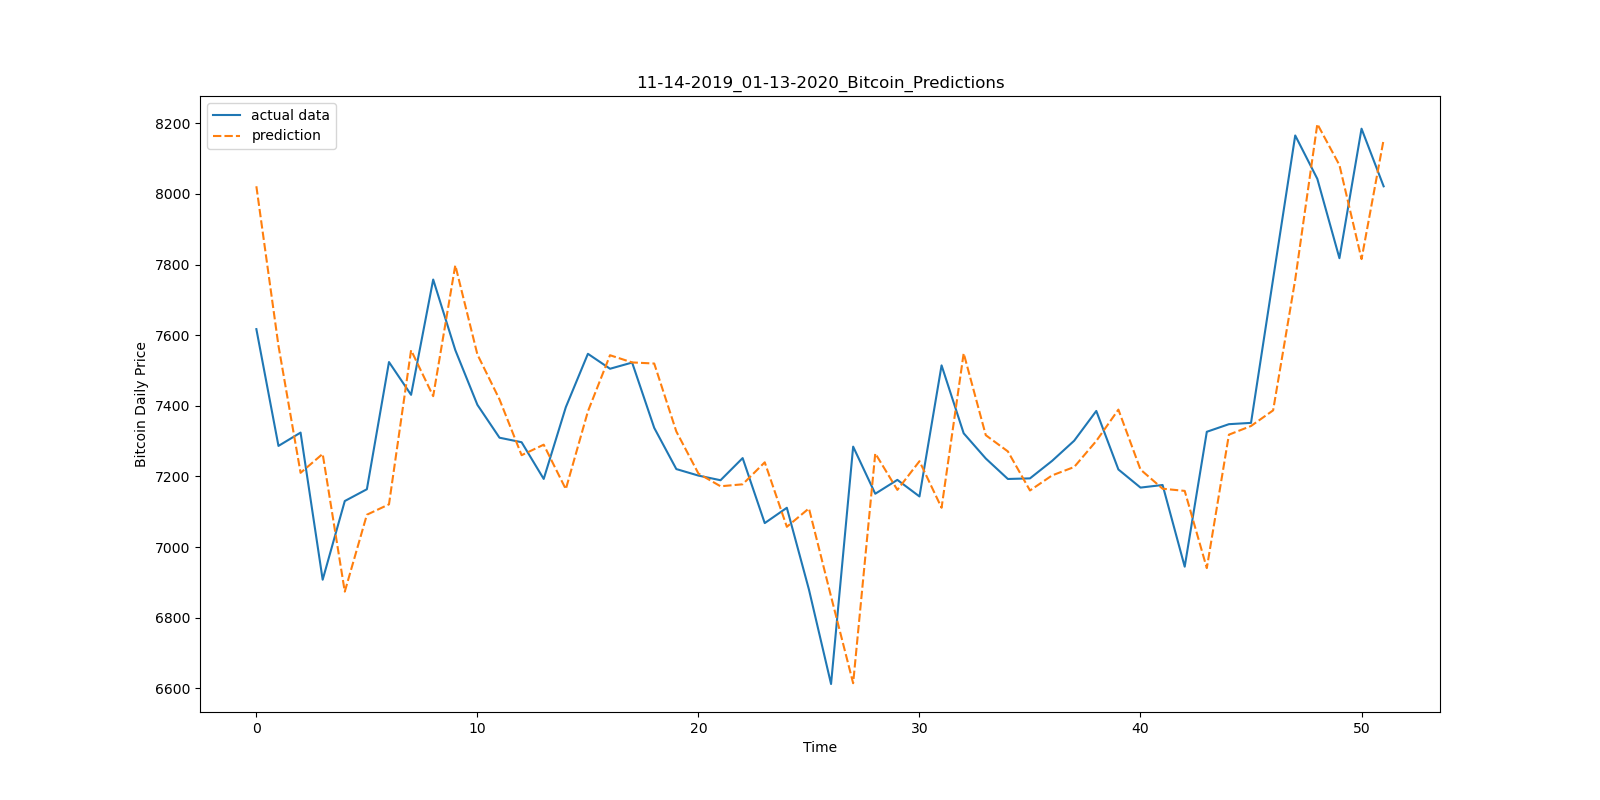 11-14-2019_01-13-2020_Bitcoin_Predictions
actual data
prediction
8200
8000
7800
7600
7400
7200
7000
6800
6600
Bitcoin Daily Price
0 10 20 30 40 50
Time